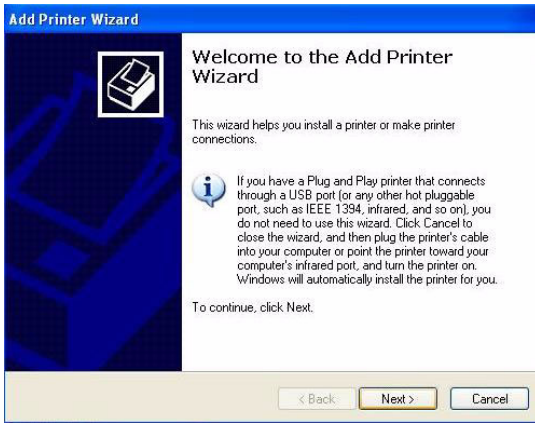 Add Printer Wizard
Welcome to the Add Printer
Wizard
This wizard helps you install a printer or make printer
connections.
If you have a Plug and Play printer that connects
through a USB port (or any other hot pluggable
port, such as IEEE 1394, infrared, and so on), you
do not need to use this wizard. Click Cancel to
close the wizard, and then plug the printer's cable
into your computer or point the printer toward your
computer's infrared port, and turn the printer on.
Windows will automatically install the printer for you.
To continue, click Next.
< Back Next > Cancel